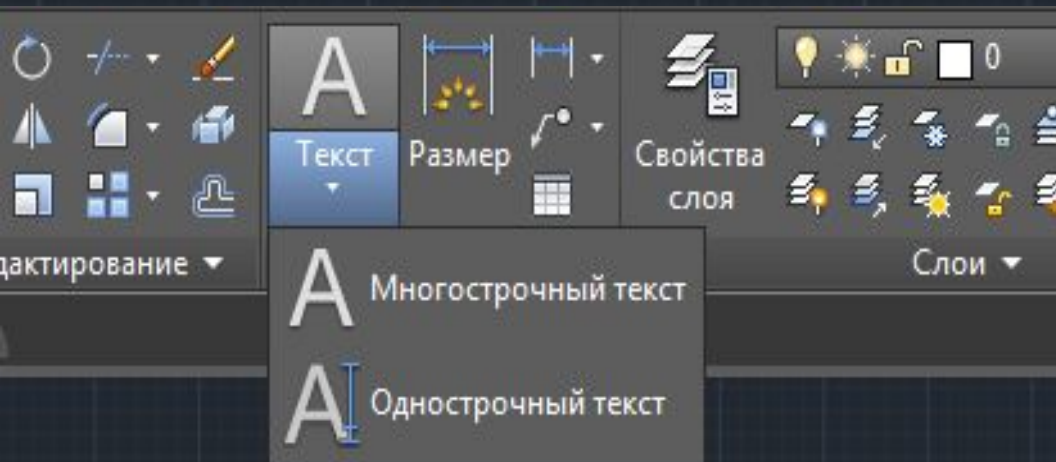 0
Текст
Размер
Свойства
слоя
дактирование
Слои
Многострочный текст
Однострочный текст